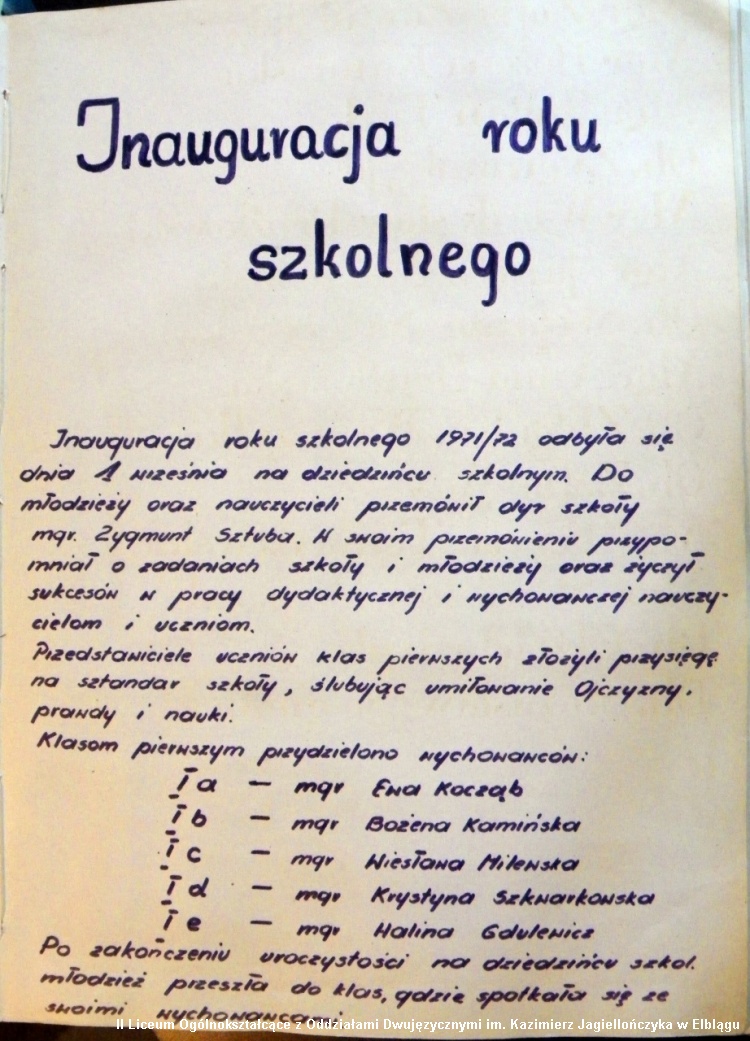 Inauguracja roku
szkolnego
Inauguracja roku szkolnego 1971/72 odbyła się
dnia 1 września na dziedzińcu szkolnym. Do
młodzieży oraz nauczycieli przemówił dyr szkoły
mgr. Zygmunt Sztuba. W swoim przemówieniu przypo-
mniał o zadaniach szkoły i młodzieży oraz życzył
sukcesów w pracy dydaktycznej i wychowawczej nauczy-
cielom i uczniom.
Przedstawiciele uczniów klas pierwszych złożyli przysięgę
na sztandar szkoły, ślubując umiłowanie Ojczyzny,
prawdy i nauki.
Klasom pierwszym przydzielono wychowawców:
I a - mgr Ewa Kocząb
I b - mgr Bożena Kamińska
I c - mgr Wiesława Milewska
I d - mgr Krystyna Szkwarkowska
I e - mgr Halina Gdulewicz
Po zakończeniu uroczystości na dziedzińcu szkol.
młodzież przeszła do klas, gdzie spotkała się ze
swoimi wychowawcami.
II Liceum Ogólnokształcące z Oddziałami Dwujęzycznymi im. Kazimierz Jagiellończyka w Elblągu